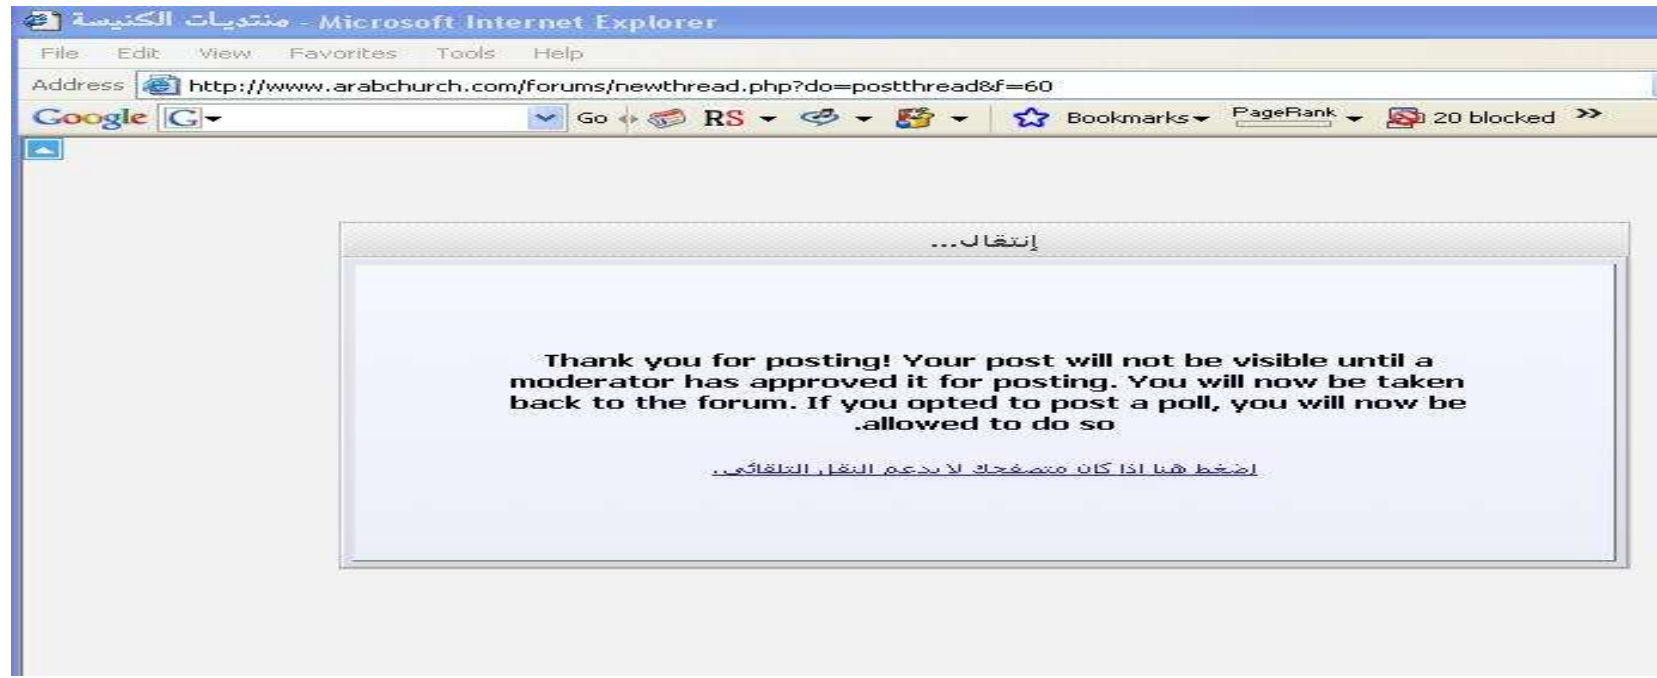 منتديات الكنيسة - Microsoft Internet Explorer
File Edit View Favorites Tools Help
Address http://www.arabchurch.com/forums/newthread.php?do=postthread&f=60
Google G Go RS Bookmarks PageRank 20 blocked >>
إنتقال...
Thank you for posting! Your post will not be visible until a
moderator has approved it for posting. You will now be taken
back to the forum. If you opted to post a poll, you will now be
.allowed to do so
إضغط هنا اذا كان متصفحك لا يدعم النقل التلقائي.